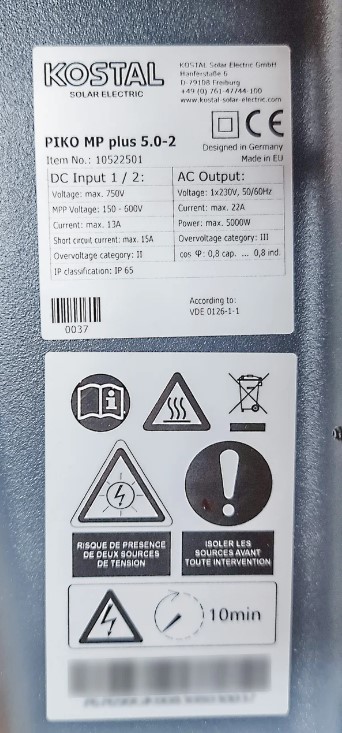 KOSTAL
SOLAR ELECTRIC
KOSTAL Solar Electric GmbH
Hanferstraße 6
D-79108 Freiburg
+49 (0) 761-47744-100
www.kostal-solar-electric.com
CE
PIKO MP plus 5.0-2
Designed in Germany
Item No.: 10522501
Made in EU
DC Input 1 / 2:
Voltage: max. 750V
MPP Voltage: 150 - 600V
Current: max. 13A
Short circuit current: max. 15A
Overvoltage category: II
IP classification: IP 65
AC Output:
Voltage: 1x230V, 50/60Hz
Current: max. 22A
Power: max. 5000W
Overvoltage category: III
cos φ: 0,8 cap. ... 0,8 ind.
0037
According to:
VDE 0126-1-1
RISQUE DE PRESENCE
DE DEUX SOURCES
DE TENSION
ISOLER LES
SOURCES AVANT
TOUTE INTERVENTION
10min